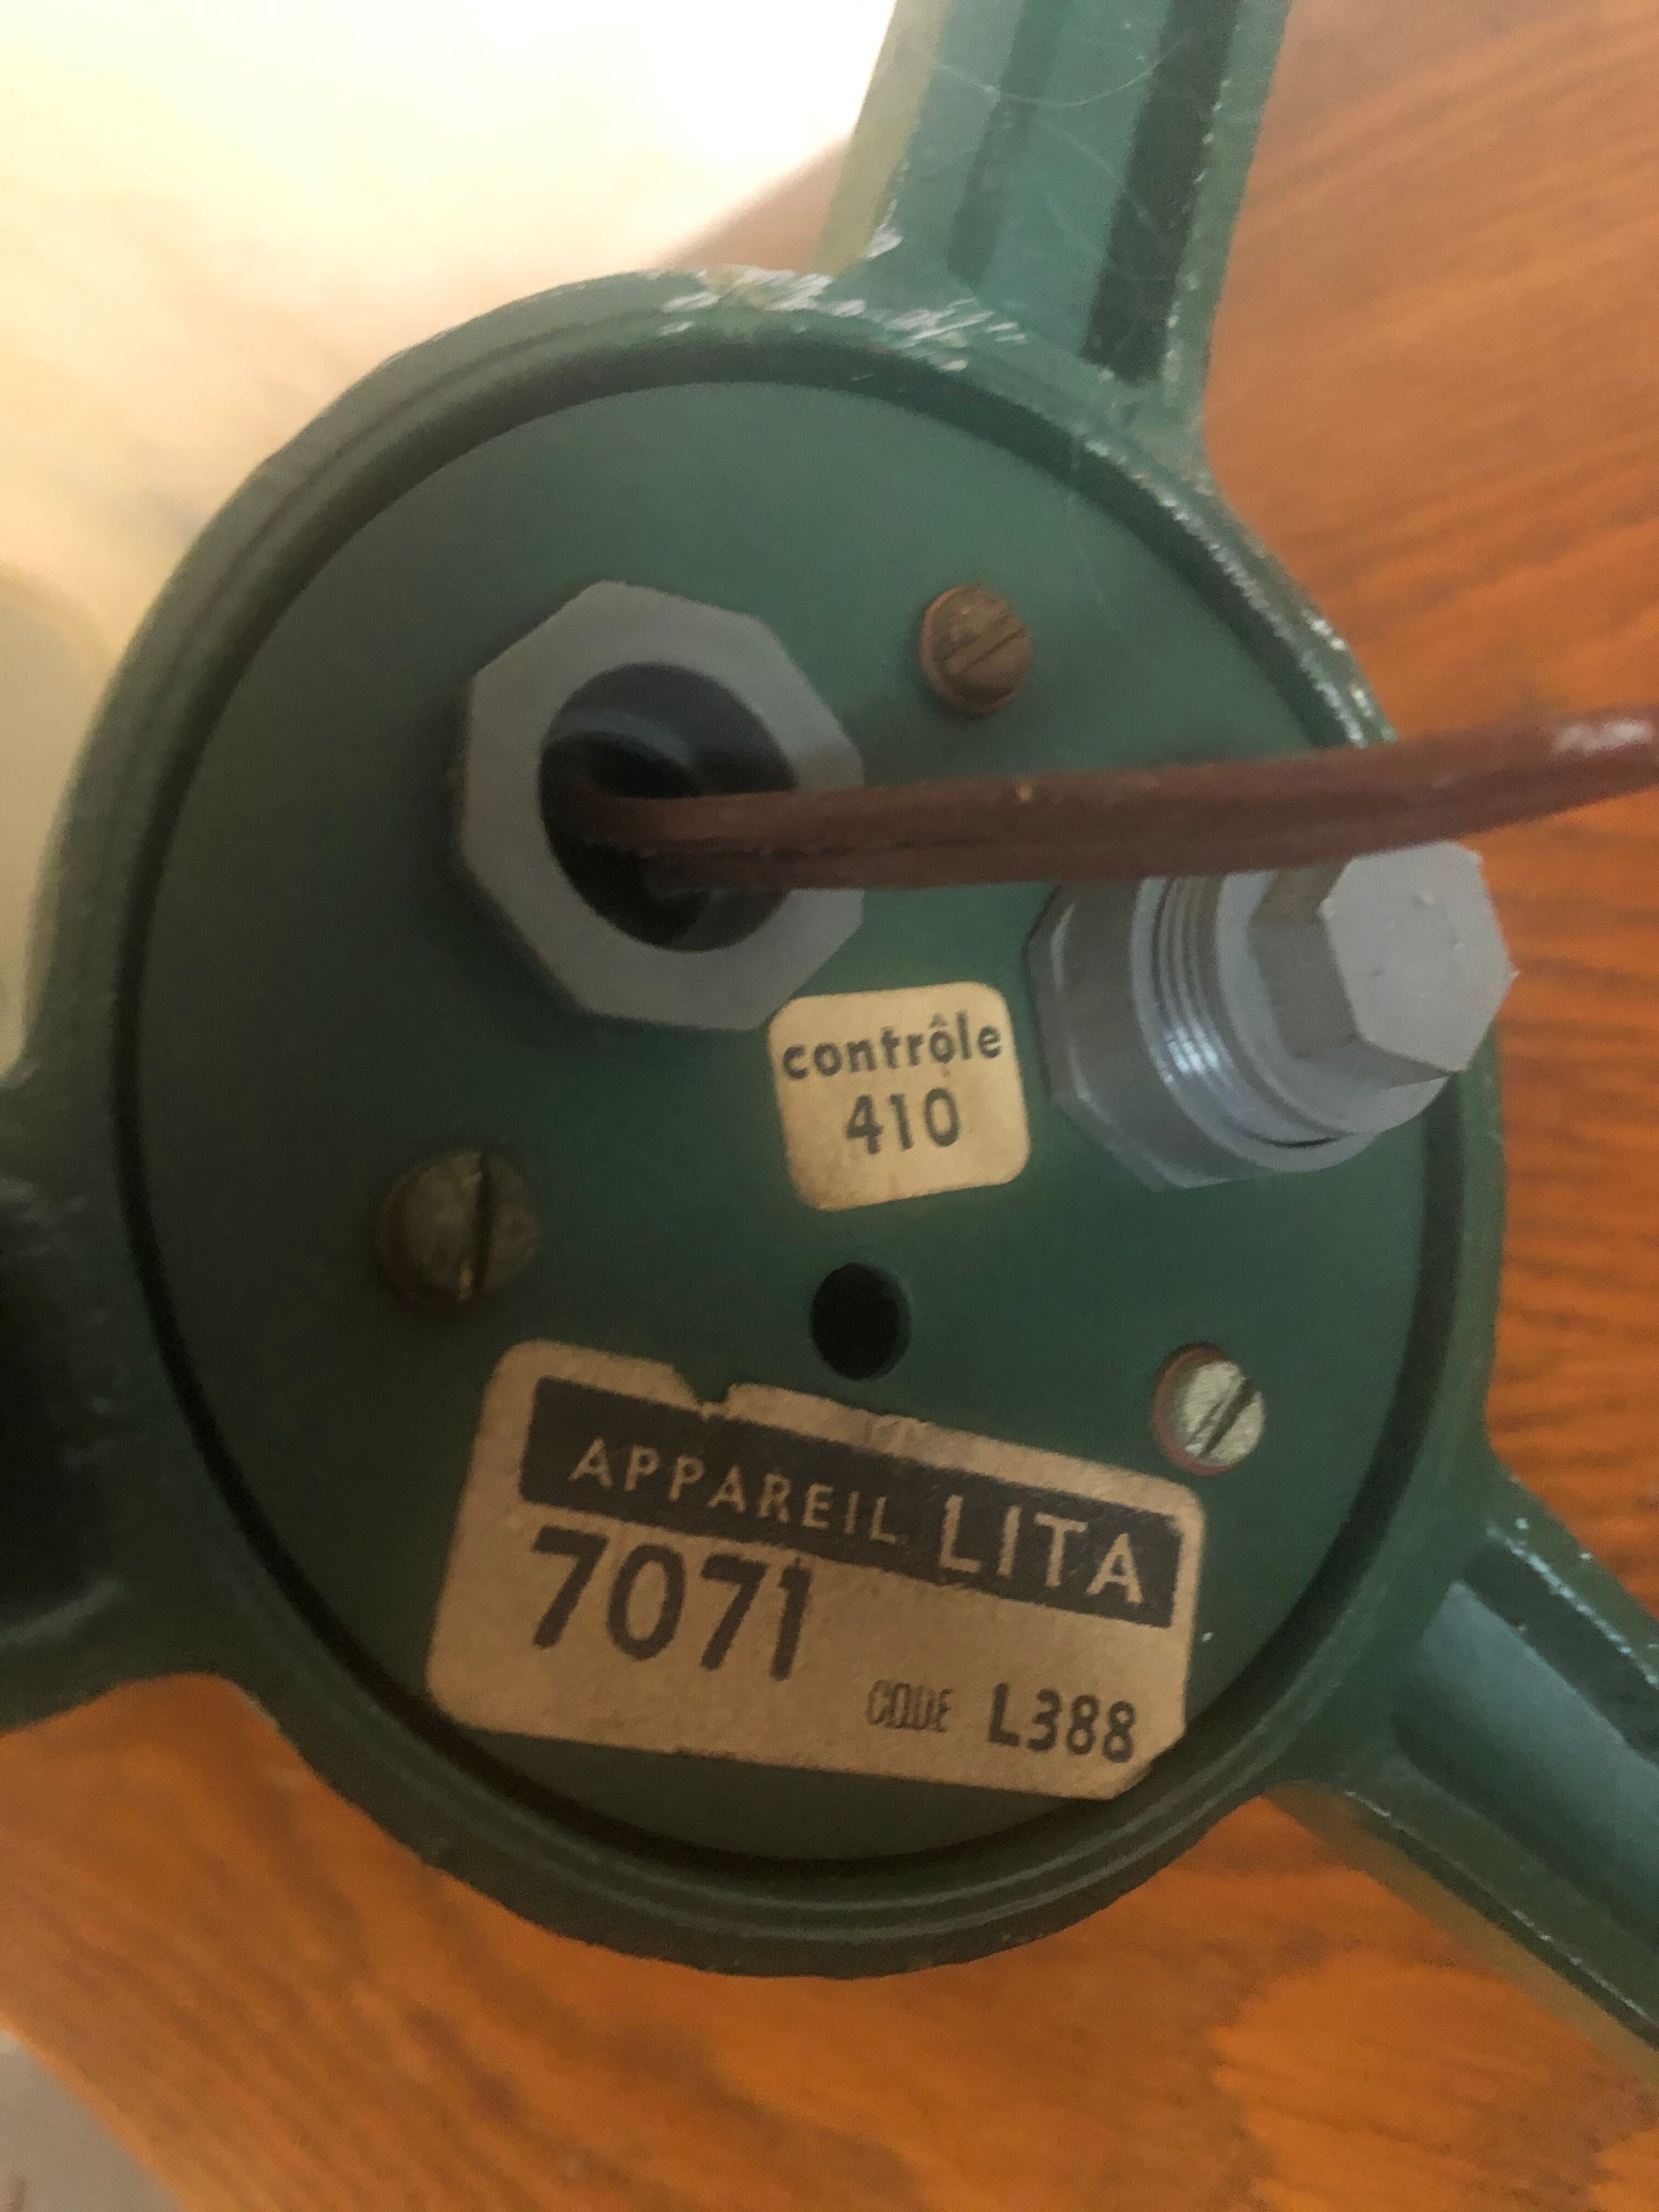 contrôle
410
APPAREIL LITA
7071
CODE L388